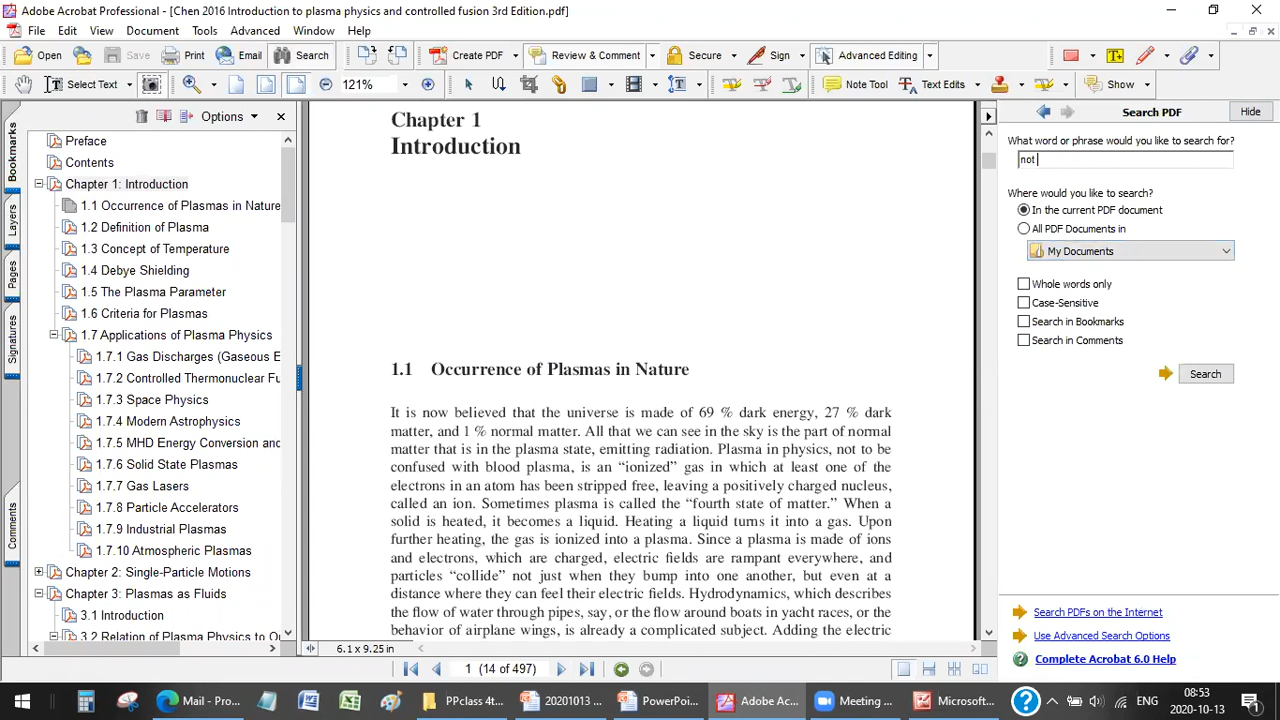 Adobe Acrobat Professional - [Chen 2016 Introduction to plasma physics and controlled fusion 3rd Edition.pdf]
File Edit View Document Tools Advanced Window Help
Open Save Print Email Search Create PDF Review & Comment Secure Sign Advanced Editing
Select Text 121% Note Tool Text Edits Show
Bookmarks
Layers
Pages
Signatures
Comments
Options
Preface
Contents
Chapter 1: Introduction
1.1 Occurrence of Plasmas in Nature
1.2 Definition of Plasma
1.3 Concept of Temperature
1.4 Debye Shielding
1.5 The Plasma Parameter
1.6 Criteria for Plasmas
1.7 Applications of Plasma Physics
1.7.1 Gas Discharges (Gaseous E
1.7.2 Controlled Thermonuclear Fu
1.7.3 Space Physics
1.7.4 Modern Astrophysics
1.7.5 MHD Energy Conversion and
1.7.6 Solid State Plasmas
1.7.7 Gas Lasers
1.7.8 Particle Accelerators
1.7.9 Industrial Plasmas
1.7.10 Atmospheric Plasmas
Chapter 2: Single-Particle Motions
Chapter 3: Plasmas as Fluids
3.1 Introduction
3.2 Relation of Plasma Physics to O
Chapter 1
Introduction
1.1 Occurrence of Plasmas in Nature
It is now believed that the universe is made of 69 % dark energy, 27 % dark
matter, and 1 % normal matter. All that we can see in the sky is the part of normal
matter that is in the plasma state, emitting radiation. Plasma in physics, not to be
confused with blood plasma, is an “ionized” gas in which at least one of the
electrons in an atom has been stripped free, leaving a positively charged nucleus,
called an ion. Sometimes plasma is called the “fourth state of matter.” When a
solid is heated, it becomes a liquid. Heating a liquid turns it into a gas. Upon
further heating, the gas is ionized into a plasma. Since a plasma is made of ions
and electrons, which are charged, electric fields are rampant everywhere, and
particles “collide” not just when they bump into one another, but even at a
distance where they can feel their electric fields. Hydrodynamics, which describes
the flow of water through pipes, say, or the flow around boats in yacht races, or the
behavior of airplane wings, is already a complicated subject. Adding the electric
6.1 x 9.25 in
1 (14 of 497)
Search PDF Hide
What word or phrase would you like to search for?
not
Where would you like to search?
In the current PDF document
All PDF Documents in
My Documents
Whole words only
Case-Sensitive
Search in Bookmarks
Search in Comments
Search
Search PDFs on the Internet
Use Advanced Search Options
Complete Acrobat 6.0 Help
Mail - Pro... PPclass 4t... 20201013 ... PowerPoi... Adobe Ac... Meeting ... Microsoft... ENG 08:53
2020-10-13